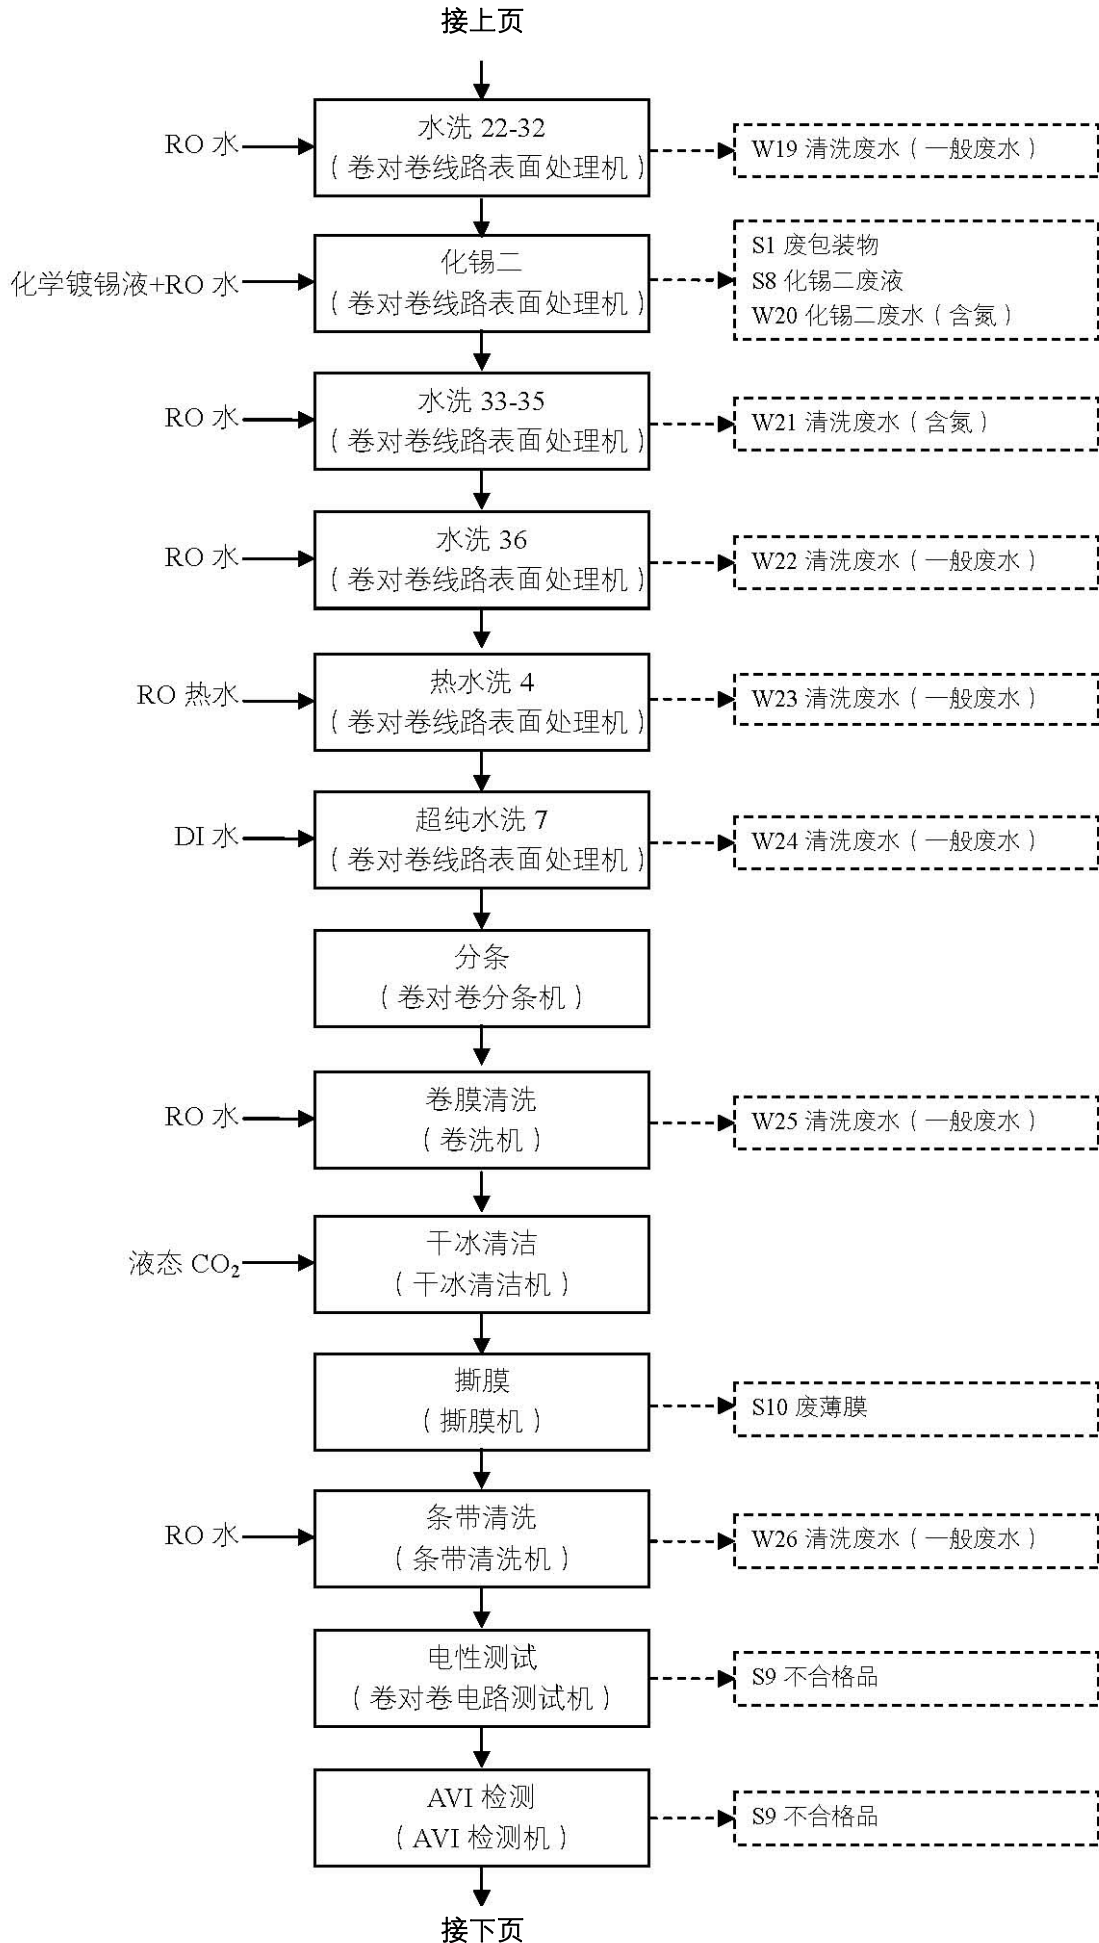 接上页
RO 水
水洗 22-32
（卷对卷线路表面处理机）
W19 清洗废水（一般废水）
化学镀锡液+RO 水
化锡二
（卷对卷线路表面处理机）
S1 废包装物
S8 化锡二废液
W20 化锡二废水（含氮）
RO 水
水洗 33-35
（卷对卷线路表面处理机）
W21 清洗废水（含氮）
RO 水
水洗 36
（卷对卷线路表面处理机）
W22 清洗废水（一般废水）
RO 热水
热水洗 4
（卷对卷线路表面处理机）
W23 清洗废水（一般废水）
DI 水
超纯水洗 7
（卷对卷线路表面处理机）
W24 清洗废水（一般废水）
分条
（卷对卷分条机）
RO 水
卷膜清洗
（卷洗机）
W25 清洗废水（一般废水）
液态 CO₂
干冰清洁
（干冰清洁机）
撕膜
（撕膜机）
S10 废薄膜
RO 水
条带清洗
（条带清洗机）
W26 清洗废水（一般废水）
电性测试
（卷对卷电路测试机）
S9 不合格品
AVI 检测
（AVI 检测机）
S9 不合格品
接下页